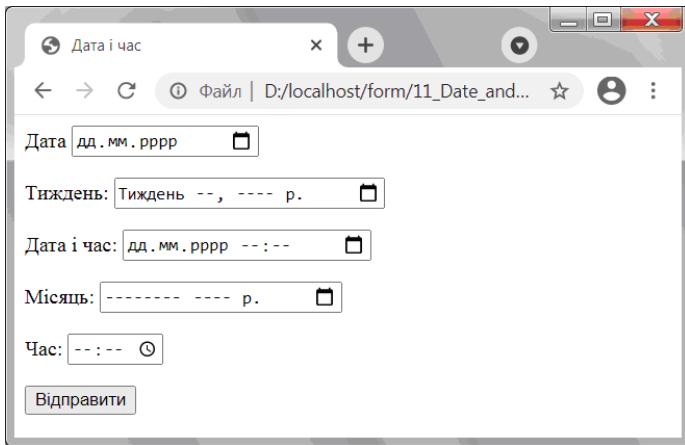 Дата і час
Файл | D:/localhost/form/11_Date_and...
Дата дд.мм.рррр
Тиждень: Тиждень --, ---- р.
Дата і час: дд.мм.рррр --:--
Місяць: -------- ---- р.
Час: --:--
Відправити